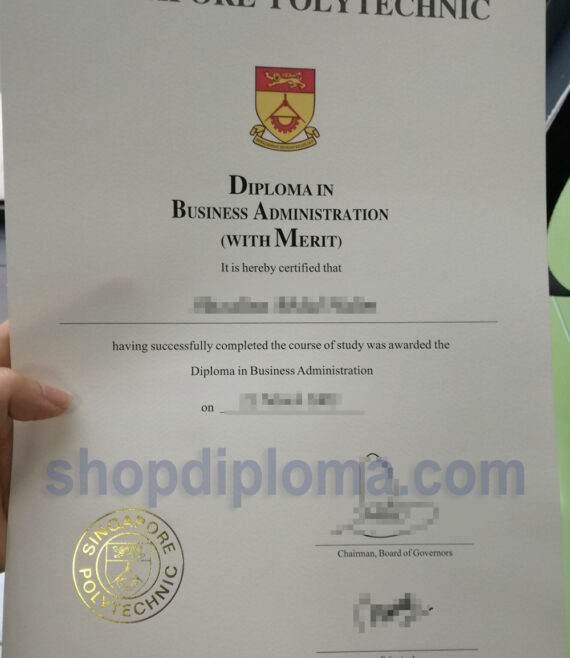 SINGAPORE POLYTECHNIC
DIPLOMA IN
BUSINESS ADMINISTRATION
(WITH MERIT)
It is hereby certified that
having successfully completed the course of study was awarded the
Diploma in Business Administration
on
shopdiploma.com
Chairman, Board of Governors
SINGAPORE
POLYTECHNIC